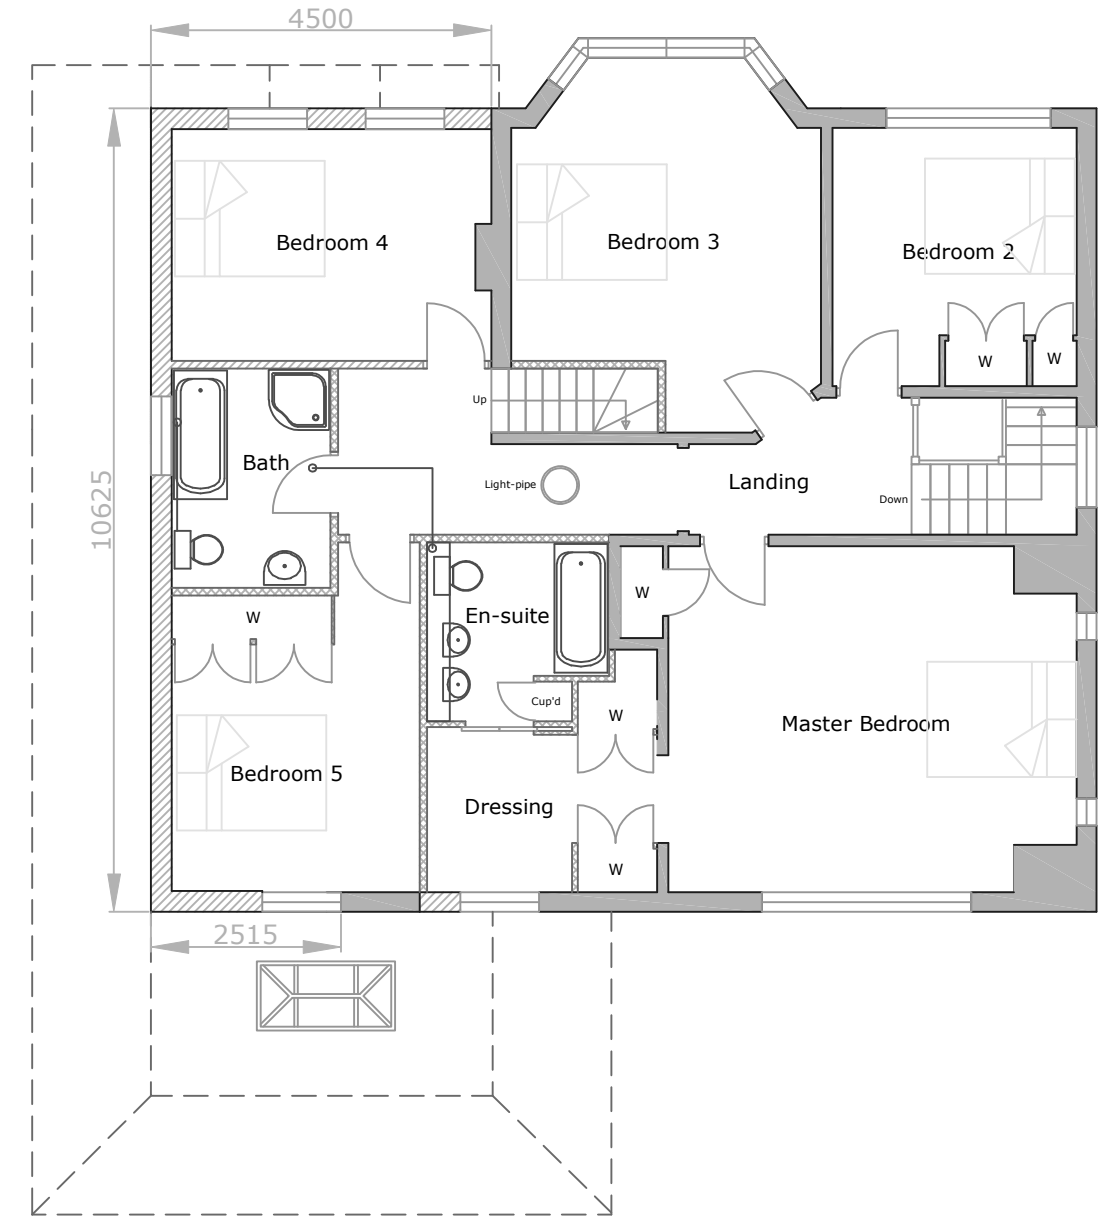 4500
Bedroom 4
Bedroom 3
Bedroom 2
W
W
Up
Bath
Light-pipe
Landing
Down
10625
W
En-suite
W
Cup'd
W
Master Bedroom
Bedroom 5
Dressing
W
2515